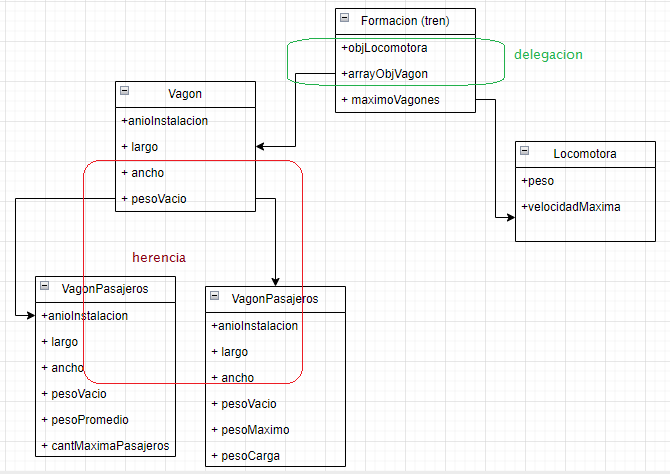 Formacion (tren)
+objLocomotora
+arrayObjVagon
+ maximoVagones
delegacion
Vagon
+anioInstalacion
+ largo
+ ancho
+ pesoVacio
Locomotora
+peso
+velocidadMaxima
herencia
VagonPasajeros
+anioInstalacion
+ largo
+ ancho
+ pesoVacio
+ pesoPromedio
+ cantMaximaPasajeros
VagonPasajeros
+anioInstalacion
+ largo
+ ancho
+ pesoVacio
+ pesoMaximo
+ pesoCarga